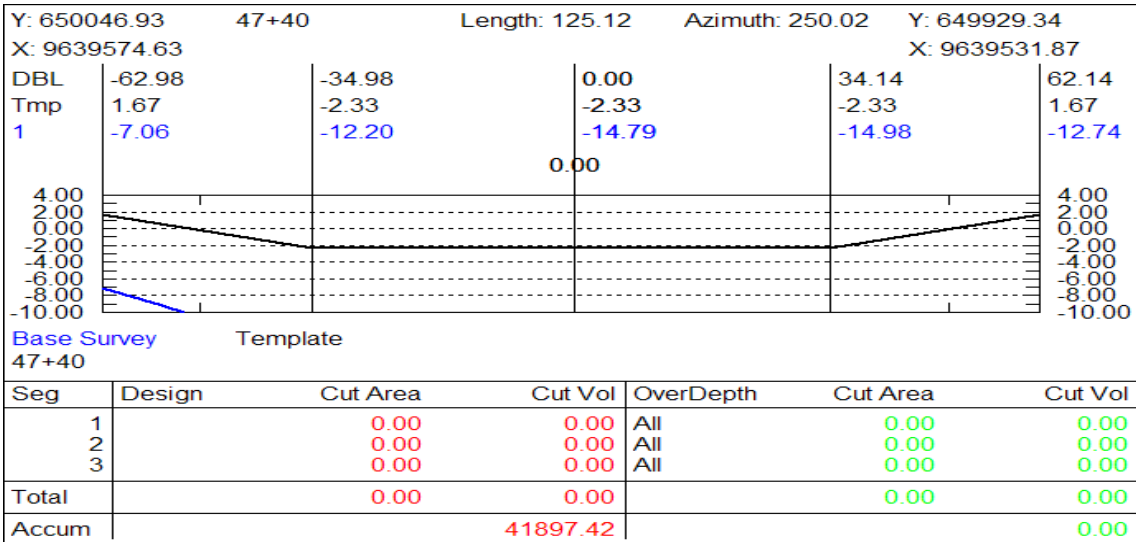 Y: 650046.93 47+40 Length: 125.12 Azimuth: 250.02 Y: 649929.34
X: 9639574.63 X: 9639531.87
DBL -62.98 -34.98 0.00 34.14 62.14
Tmp 1.67 -2.33 -2.33 -2.33 1.67
1 -7.06 -12.20 -14.79 -14.98 -12.74
0.00
4.00 4.00
2.00 2.00
0.00 0.00
-2.00 -2.00
-4.00 -4.00
-6.00 -6.00
-8.00 -8.00
-10.00 -10.00
Base Survey Template
47+40
Seg Design Cut Area Cut Vol OverDepth Cut Area Cut Vol
1 0.00 0.00 All 0.00 0.00
2 0.00 0.00 All 0.00 0.00
3 0.00 0.00 All 0.00 0.00
Total 0.00 0.00 0.00 0.00
Accum 41897.42 0.00